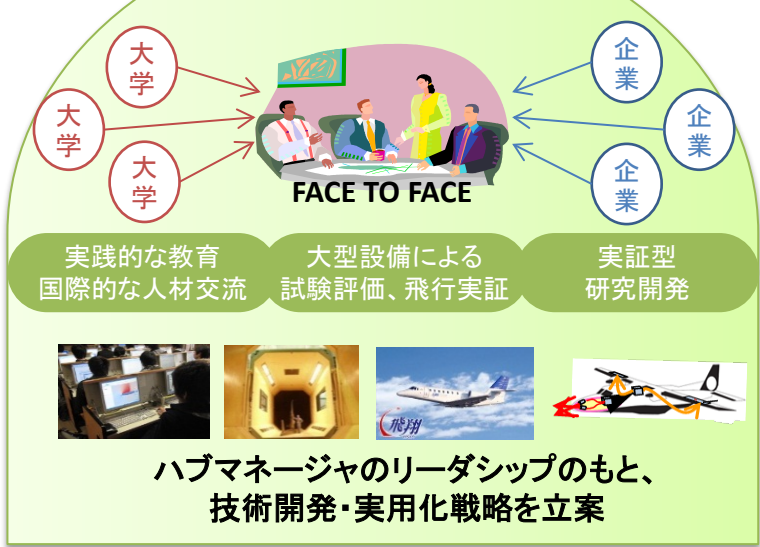 大学
大学
大学
企業
企業
企業
FACE TO FACE
実践的な教育
国際的な人材交流
大型設備による
試験評価、飛行実証
実証型
研究開発
飛翔
ハブマネージャのリーダシップのもと、
技術開発・実用化戦略を立案